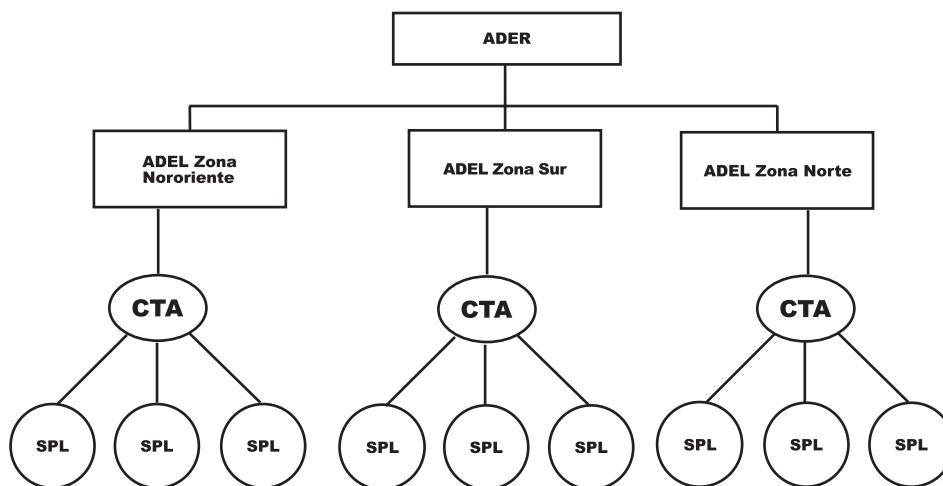 ADER
ADEL Zona
Nororiente
ADEL Zona Sur
ADEL Zona Norte
CTA
CTA
CTA
SPL
SPL
SPL
SPL
SPL
SPL
SPL
SPL
SPL